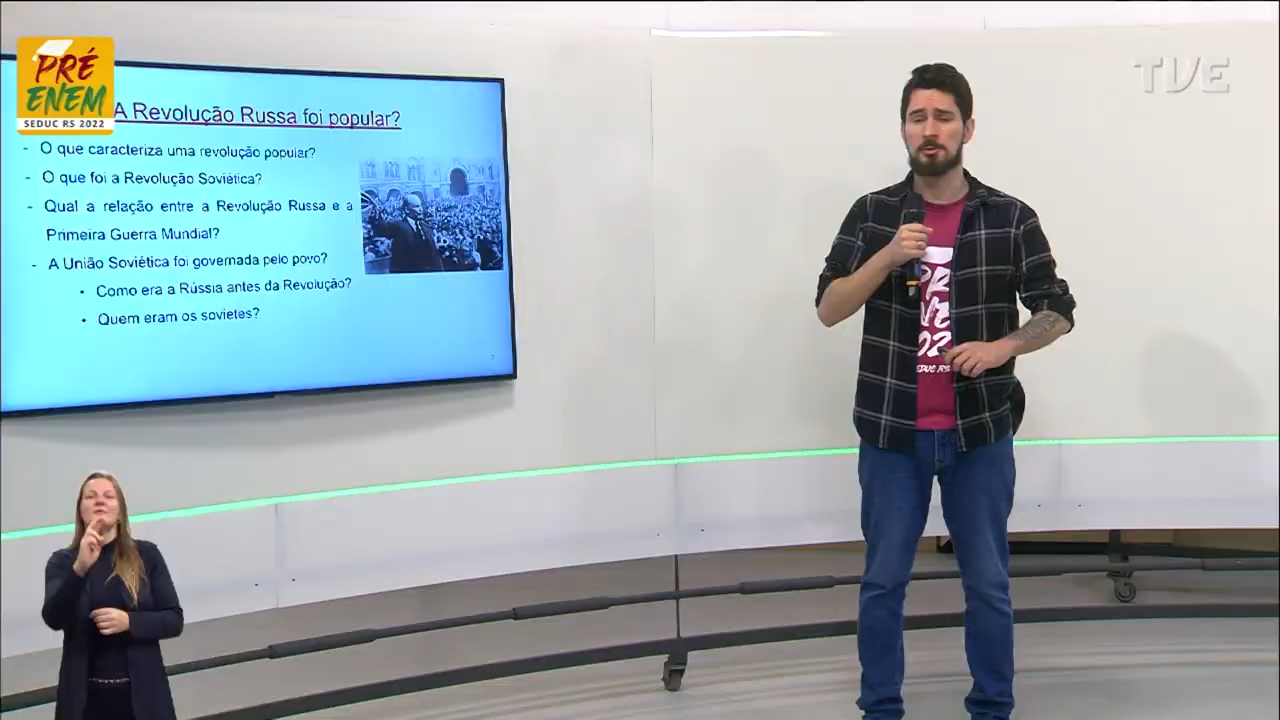 PRÉ
ENEM
SEDUC RS 2022
TVE
A Revolução Russa foi popular?
- O que caracteriza uma revolução popular?
- O que foi a Revolução Soviética?
- Qual a relação entre a Revolução Russa e a
Primeira Guerra Mundial?
- A União Soviética foi governada pelo povo?
• Como era a Rússia antes da Revolução?
• Quem eram os sovietes?